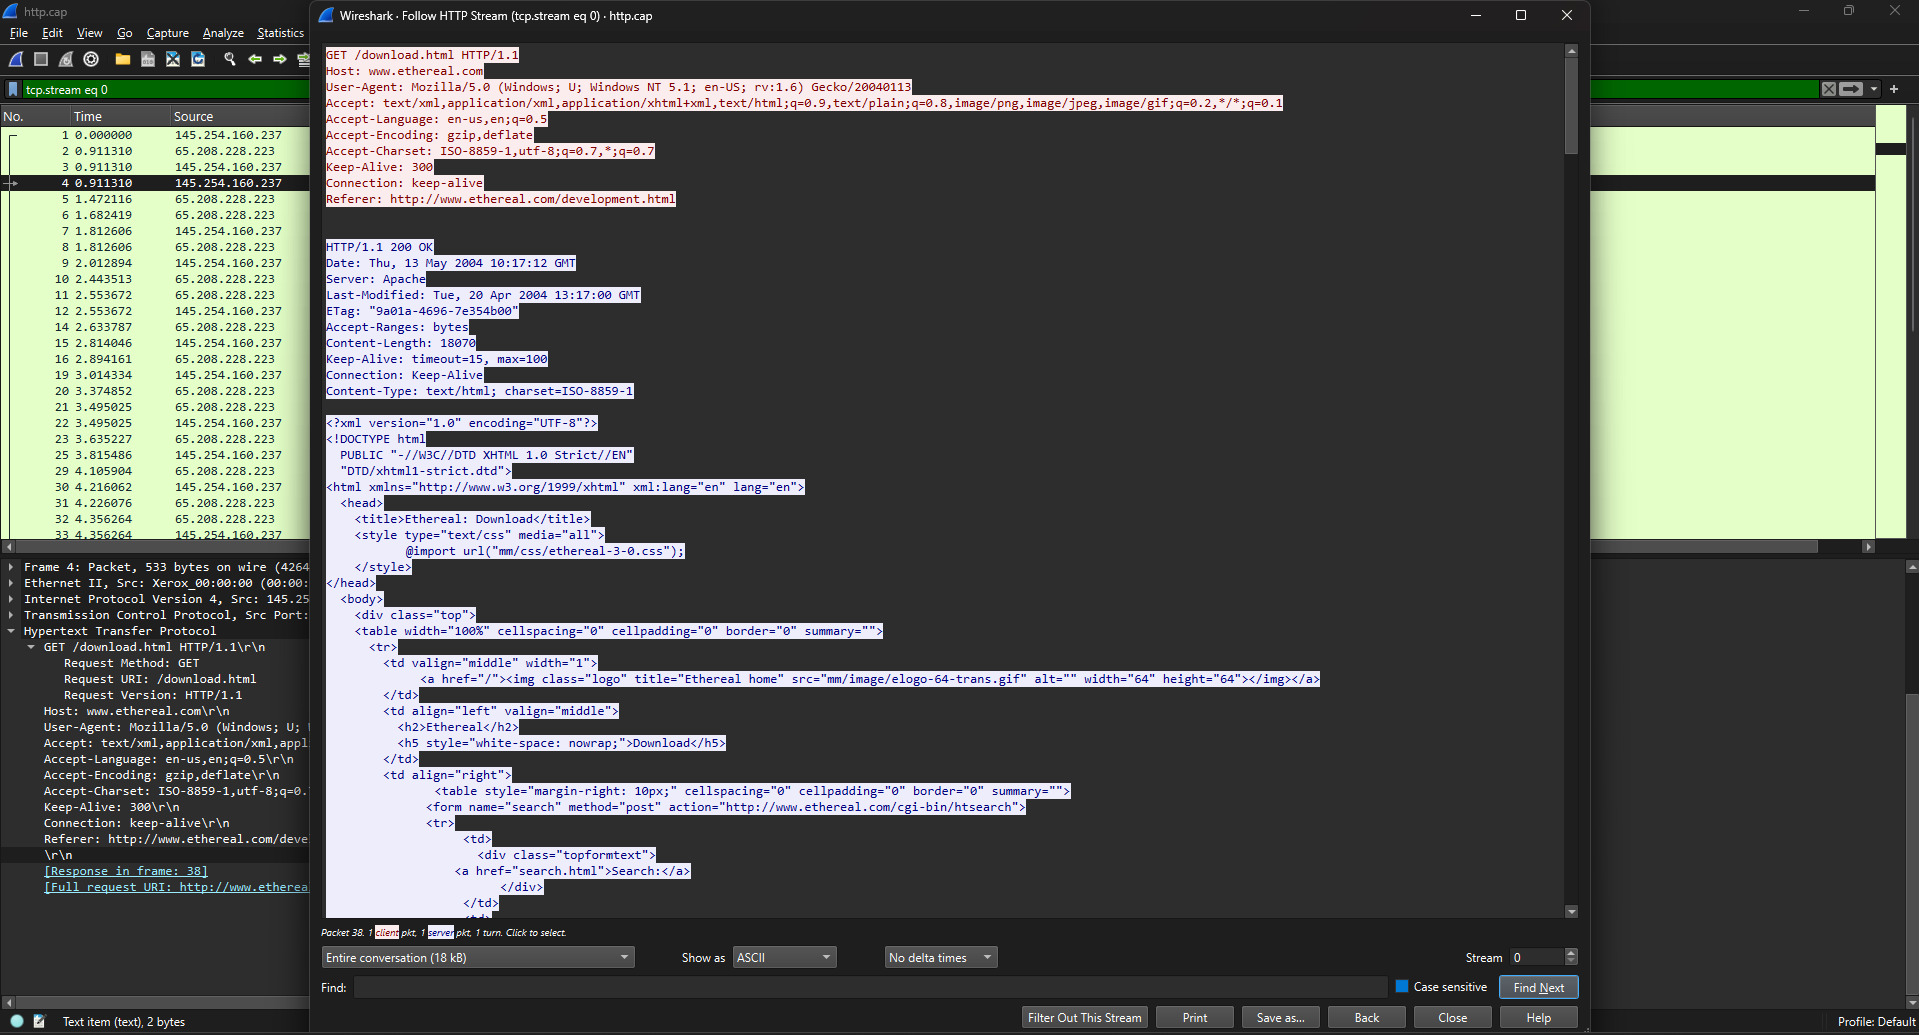 http.cap
File Edit View Go Capture Analyze Statistics
tcp.stream eq 0
No. Time Source
1 0.000000 145.254.160.237
2 0.911310 65.208.228.223
3 0.911310 145.254.160.237
4 0.911310 145.254.160.237
5 1.472116 65.208.228.223
6 1.682419 65.208.228.223
7 1.812606 145.254.160.237
8 1.812606 65.208.228.223
9 2.012894 145.254.160.237
10 2.443513 65.208.228.223
11 2.553672 65.208.228.223
12 2.553672 145.254.160.237
14 2.633787 65.208.228.223
15 2.814046 145.254.160.237
16 2.894161 65.208.228.223
19 3.014334 145.254.160.237
20 3.374852 65.208.228.223
21 3.495025 65.208.228.223
22 3.495025 145.254.160.237
23 3.635227 65.208.228.223
25 3.815486 145.254.160.237
29 4.105904 65.208.228.223
30 4.216062 145.254.160.237
31 4.226076 65.208.228.223
32 4.356264 65.208.228.223
33 4.356264 145.254.160.237
Frame 4: Packet, 533 bytes on wire (4264
Ethernet II, Src: Xerox_00:00:00 (00:00:
Internet Protocol Version 4, Src: 145.25
Transmission Control Protocol, Src Port:
Hypertext Transfer Protocol
GET /download.html HTTP/1.1\r\n
Request Method: GET
Request URI: /download.html
Request Version: HTTP/1.1
Host: www.ethereal.com\r\n
User-Agent: Mozilla/5.0 (Windows; U;
Accept: text/xml,application/xml,appl
Accept-Language: en-us,en;q=0.5\r\n
Accept-Encoding: gzip,deflate\r\n
Accept-Charset: ISO-8859-1,utf-8;q=0.
Keep-Alive: 300\r\n
Connection: keep-alive\r\n
Referer: http://www.ethereal.com/deve
\r\n
[Response in frame: 38]
[Full request URI: http://www.etherea
Text item (text), 2 bytes
Profile: Default
Wireshark · Follow HTTP Stream (tcp.stream eq 0) · http.cap
GET /download.html HTTP/1.1
Host: www.ethereal.com
User-Agent: Mozilla/5.0 (Windows; U; Windows NT 5.1; en-US; rv:1.6) Gecko/20040113
Accept: text/xml,application/xml,application/xhtml+xml,text/html;q=0.9,text/plain;q=0.8,image/png,image/jpeg,image/gif;q=0.2,*/*;q=0.1
Accept-Language: en-us,en;q=0.5
Accept-Encoding: gzip,deflate
Accept-Charset: ISO-8859-1,utf-8;q=0.7,*;q=0.7
Keep-Alive: 300
Connection: keep-alive
Referer: http://www.ethereal.com/development.html
HTTP/1.1 200 OK
Date: Thu, 13 May 2004 10:17:12 GMT
Server: Apache
Last-Modified: Tue, 20 Apr 2004 13:17:00 GMT
ETag: "9a01a-4696-7e354b00"
Accept-Ranges: bytes
Content-Length: 18070
Keep-Alive: timeout=15, max=100
Connection: Keep-Alive
Content-Type: text/html; charset=ISO-8859-1
<?xml version="1.0" encoding="UTF-8"?>
<!DOCTYPE html
PUBLIC "-//W3C//DTD XHTML 1.0 Strict//EN"
"DTD/xhtml1-strict.dtd">
<html xmlns="http://www.w3.org/1999/xhtml" xml:lang="en" lang="en">
<head>
<title>Ethereal: Download</title>
<style type="text/css" media="all">
@import url("mm/css/ethereal-3-0.css");
</style>
</head>
<body>
<div class="top">
<table width="100%" cellspacing="0" cellpadding="0" border="0" summary="">
<tr>
<td valign="middle" width="1">
<a href="/"><img class="logo" title="Ethereal home" src="mm/image/elogo-64-trans.gif" alt="" width="64" height="64"></img></a>
</td>
<td align="left" valign="middle">
<h2>Ethereal</h2>
<h5 style="white-space: nowrap;">Download</h5>
</td>
<td align="right">
<table style="margin-right: 10px;" cellspacing="0" cellpadding="0" border="0" summary="">
<form name="search" method="post" action="http://www.ethereal.com/cgi-bin/htsearch">
<tr>
<td>
<div class="topformtext">
<a href="search.html">Search:</a>
</div>
</td>
<td>
Packet 38. 1 client pkt, 1 server pkt, 1 turn. Click to select.
Entire conversation (18 kB) Show as ASCII No delta times Stream 0
Find: Case sensitive Find Next
Filter Out This Stream Print Save as... Back Close Help